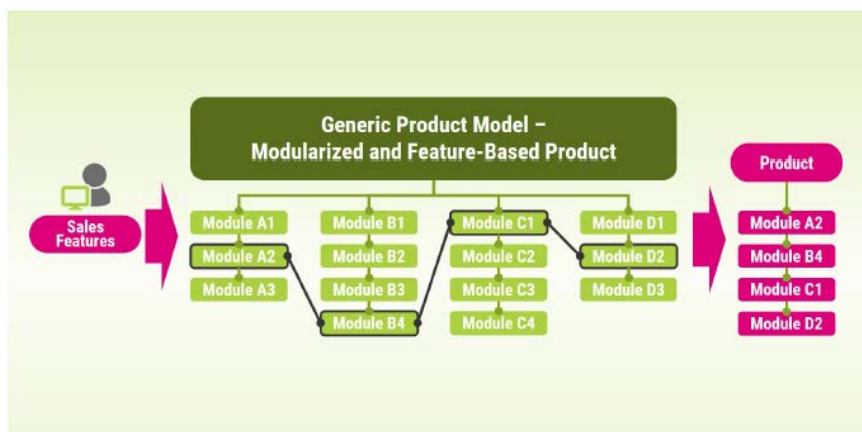 Generic Product Model –
Modularized and Feature-Based Product
Sales
Features
Module A1
Module A2
Module A3
Module B1
Module B2
Module B3
Module B4
Module C1
Module C2
Module C3
Module C4
Module D1
Module D2
Module D3
Product
Module A2
Module B4
Module C1
Module D2